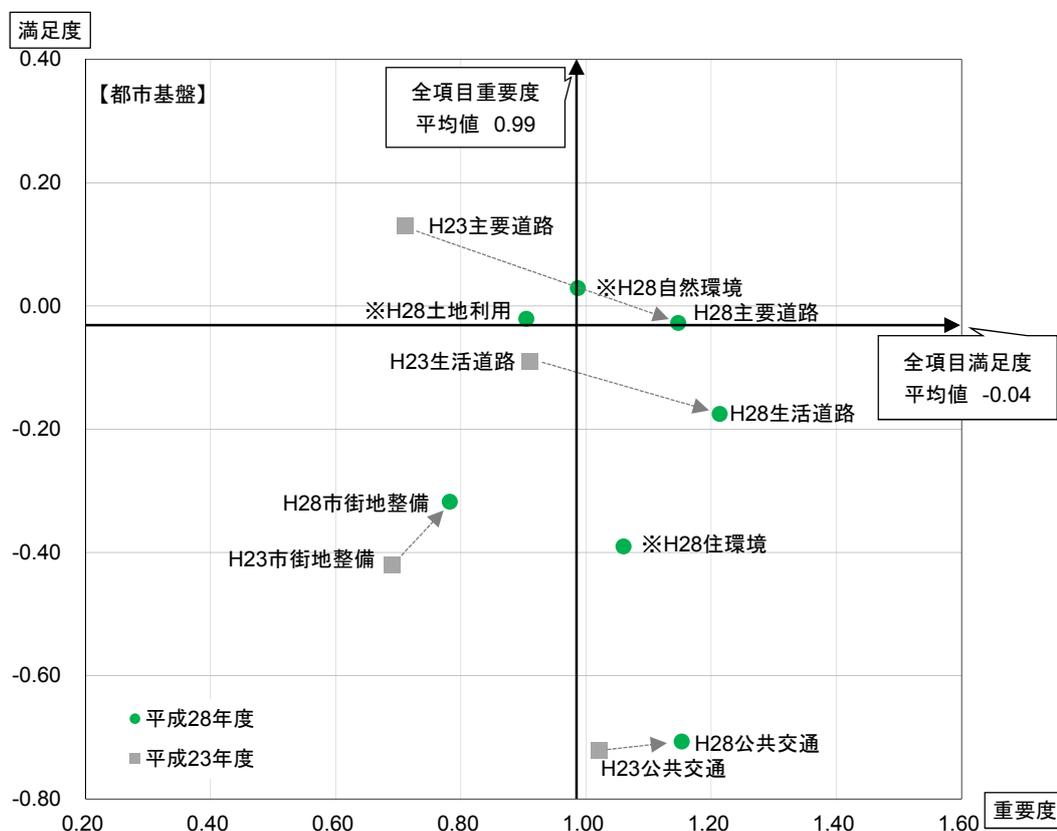 満足度
0.40
【都市基盤】
全項目重要度
平均値 0.99
0.20
H23主要道路
※H28自然環境
0.00
※H28土地利用
H28主要道路
H23生活道路
全項目満足度
平均値 -0.04
-0.20
H28生活道路
H28市街地整備
-0.40
※H28住環境
H23市街地整備
-0.60
平成28年度
平成23年度
H28公共交通
H23公共交通
-0.80
重要度
0.20 0.40 0.60 0.80 1.00 1.20 1.40 1.60